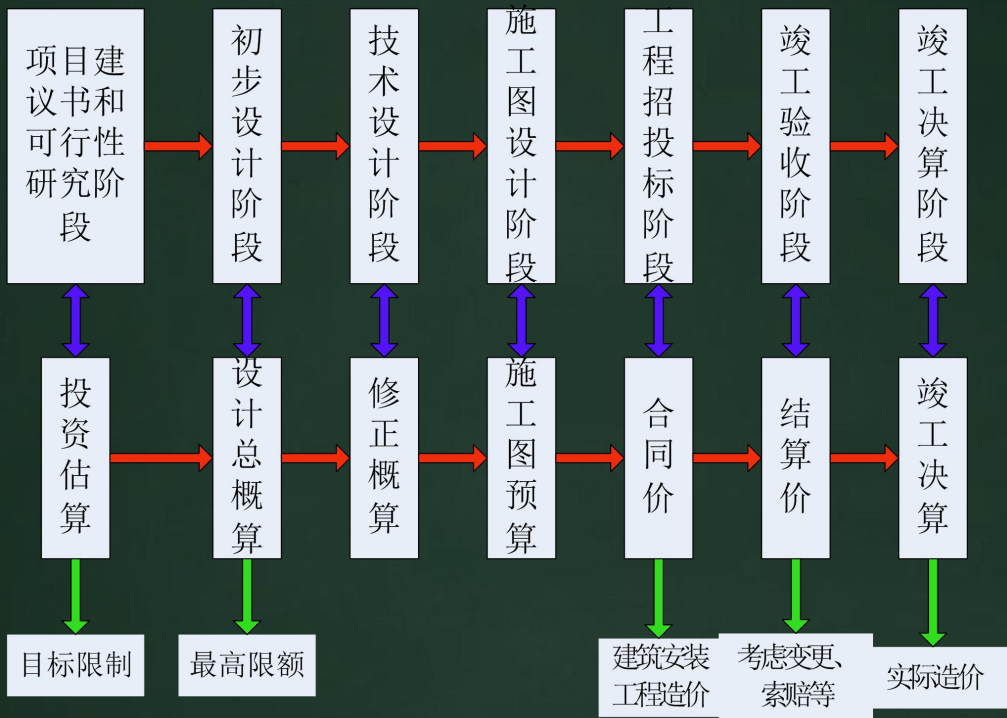 项目建
议书和
可行性
研究阶
段
初步设计阶段
技术设计阶段
施工图设计阶段
工程招投标阶段
竣工验收阶段
竣工决算阶段
投资估算
设计总概算
修正概算
施工图预算
合同价
结算价
竣工决算
目标限制
最高限额
建筑安装
工程造价
考虑变更、
索赔等
实际造价